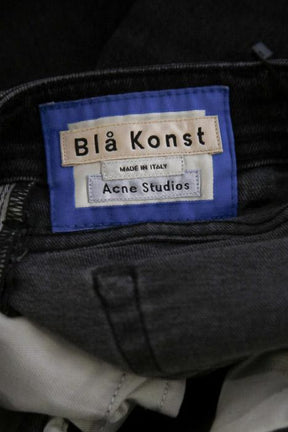 Blå Konst
MADE IN ITALY
Acne Studios